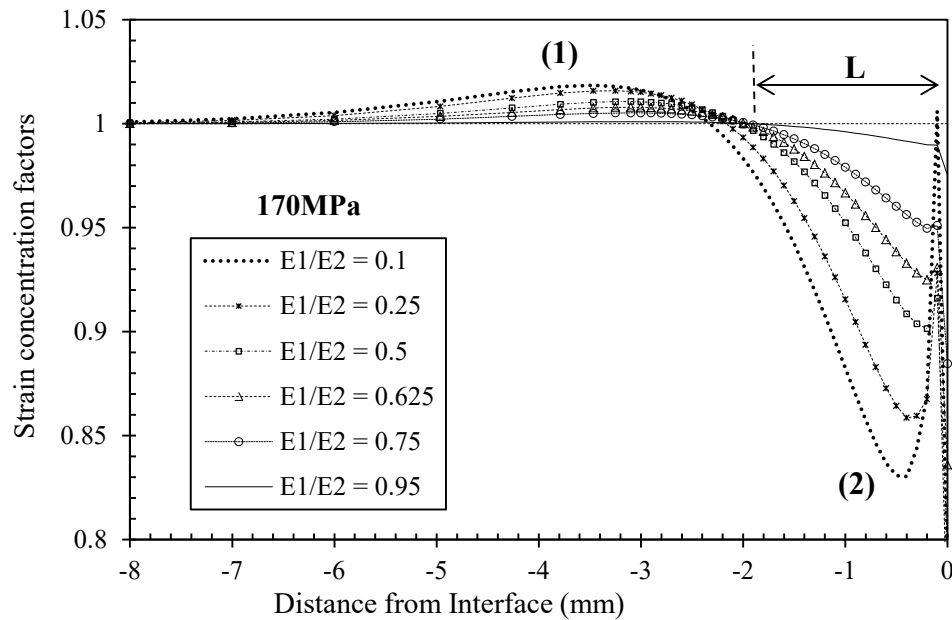 1.05
(1)
L
1
170MPa
0.95
E1/E2 = 0.1
E1/E2 = 0.25
0.9
E1/E2 = 0.5
E1/E2 = 0.625
0.85
E1/E2 = 0.75
(2)
E1/E2 = 0.95
0.8
-8 -7 -6 -5 -4 -3 -2 -1 0
Distance from Interface (mm)
Strain concentration factors